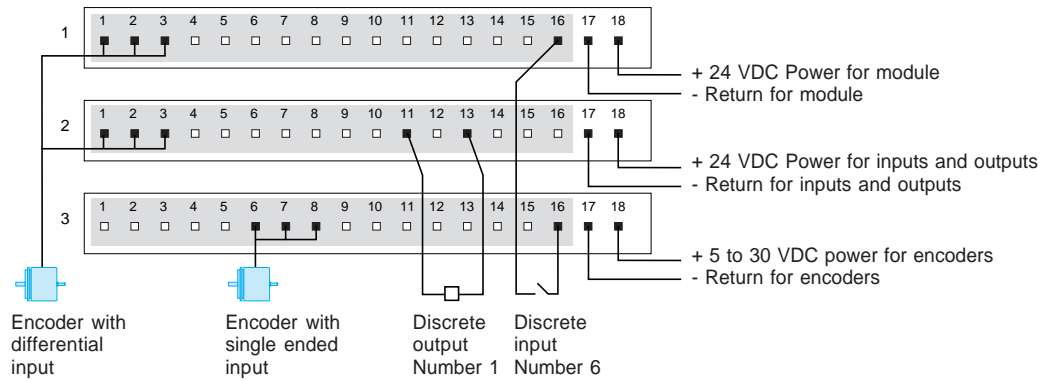 1
1 2 3 4 5 6 7 8 9 10 11 12 13 14 15 16 17 18
+ 24 VDC Power for module
- Return for module
2
1 2 3 4 5 6 7 8 9 10 11 12 13 14 15 16 17 18
+ 24 VDC Power for inputs and outputs
- Return for inputs and outputs
3
1 2 3 4 5 6 7 8 9 10 11 12 13 14 15 16 17 18
+ 5 to 30 VDC power for encoders
- Return for encoders
Encoder with
differential
input
Encoder with
single ended
input
Discrete
output
Number 1
Discrete
input
Number 6